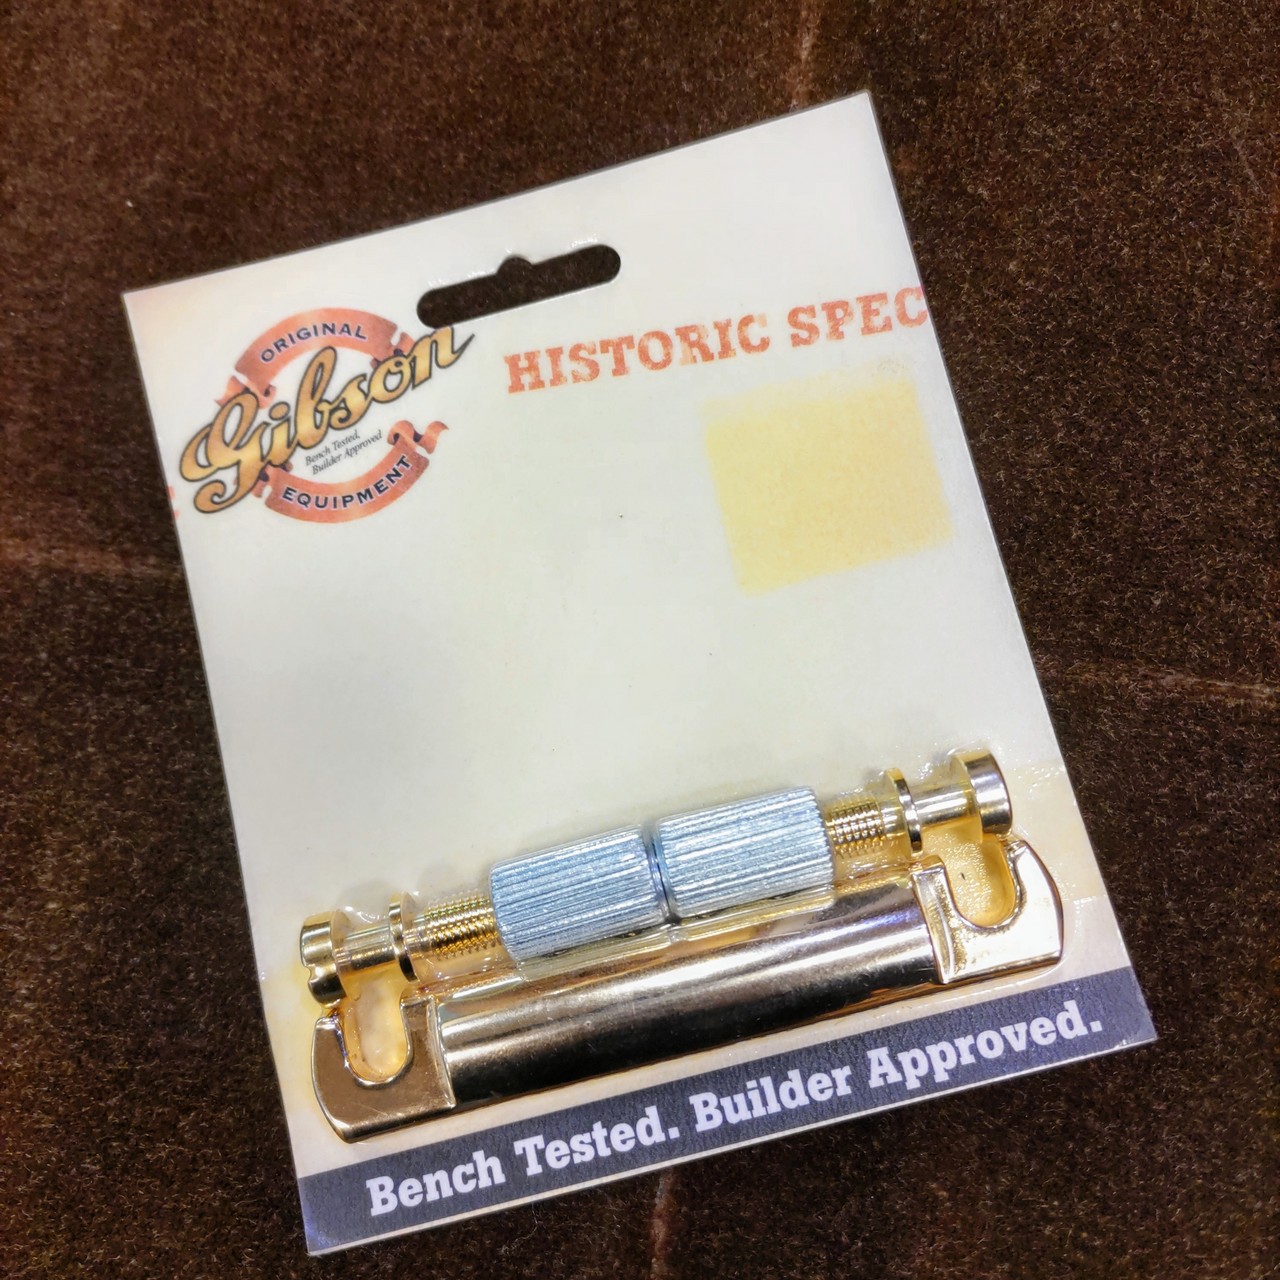 ORIGINAL
Gibson
Bench Tested,
Builder Approved
EQUIPMENT
HISTORIC SPEC
Bench Tested. Builder Approved.